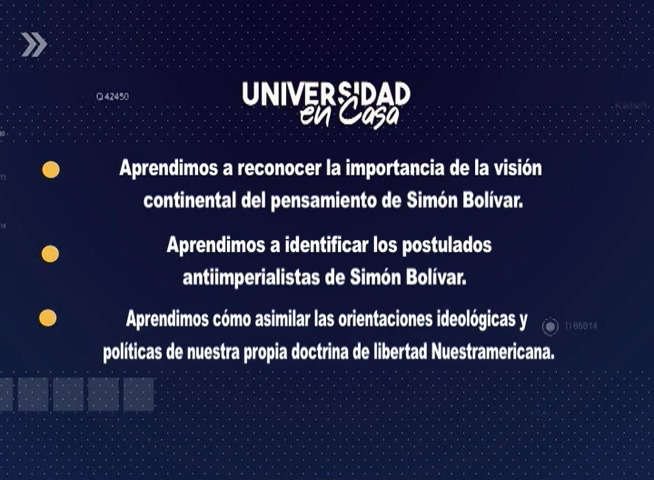 Q 42450
UNIVERSIDAD
en Casa
Aprendimos a reconocer la importancia de la visión
continental del pensamiento de Simón Bolívar.
Aprendimos a identificar los postulados
antiimperialistas de Simón Bolívar.
Aprendimos cómo asimilar las orientaciones ideológicas y
políticas de nuestra propia doctrina de libertad Nuestramericana.